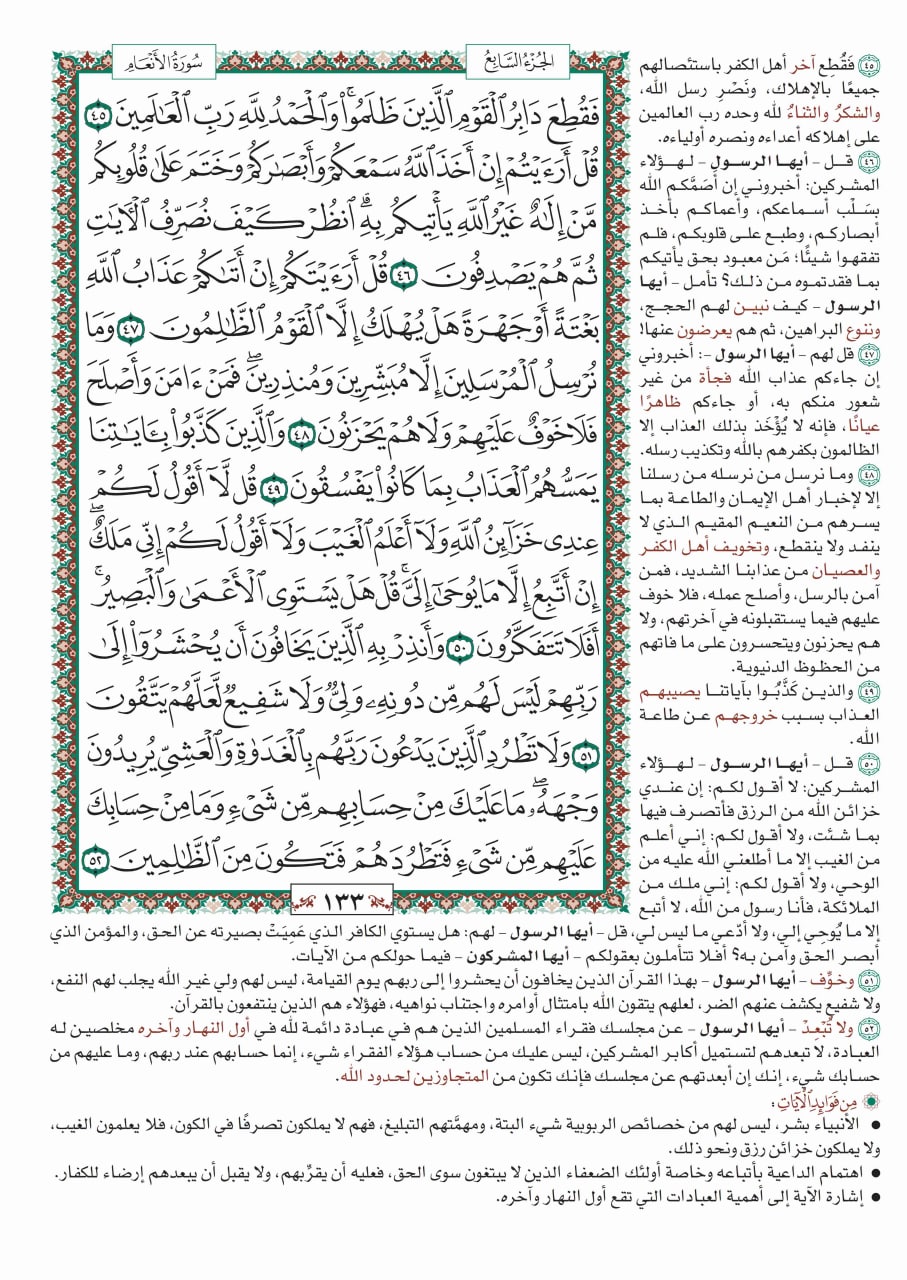 الجُزْءُ السَّابِعُ
سُورَةُ الأَنْعَامِ
فَقُطِعَ دَابِرُ ٱلْقَوْمِ ٱلَّذِينَ ظَلَمُواْۚ وَٱلْحَمْدُ لِلَّهِ رَبِّ ٱلْعَٰلَمِينَ ٤٥
قُلْ أَرَءَيْتُمْ إِنْ أَخَذَ ٱللَّهُ سَمْعَكُمْ وَأَبْصَٰرَكُمْ وَخَتَمَ عَلَىٰ قُلُوبِكُم
مَّنْ إِلَٰهٌ غَيْرُ ٱللَّهِ يَأْتِيكُم بِهِۗ ٱنظُرْ كَيْفَ نُصَرِّفُ ٱلْأٓيَٰتِ
ثُمَّ هُمْ يَصْدِفُونَ ٤٦ قُلْ أَرَءَيْتَكُمْ إِنْ أَتَىٰكُمْ عَذَابُ ٱللَّهِ
بَغْتَةً أَوْ جَهْرَةً هَلْ يُهْلَكُ إِلَّا ٱلْقَوْمُ ٱلظَّٰلِمُونَ ٤٧ وَمَا
نُرْسِلُ ٱلْمُرْسَلِينَ إِلَّا مُبَشِّرِينَ وَمُنذِرِينَۖ فَمَنْ ءَامَنَ وَأَصْلَحَ
فَلَا خَوْفٌ عَلَيْهِمْ وَلَا هُمْ يَحْزَنُونَ ٤٨ وَٱلَّذِينَ كَذَّبُواْ بِـَٔايَٰتِنَا
يَمَسُّهُمُ ٱلْعَذَابُ بِمَا كَانُواْ يَفْسُقُونَ ٤٩ قُل لَّآ أَقُولُ لَكُمْ
عِندِى خَزَآئِنُ ٱللَّهِ وَلَآ أَعْلَمُ ٱلْغَيْبَ وَلَآ أَقُولُ لَكُمْ إِنِّى مَلَكٌۖ
إِنْ أَتَّبِعُ إِلَّا مَا يُوحَىٰٓ إِلَىَّۚ قُلْ هَلْ يَسْتَوِى ٱلْأَعْمَىٰ وَٱلْبَصِيرُۚ
أَفَلَا تَتَفَكَّرُونَ ٥٠ وَأَنذِرْ بِهِ ٱلَّذِينَ يَخَافُونَ أَن يُحْشَرُوٓاْ إِلَىٰ
رَبِّهِمْ لَيْسَ لَهُم مِّن دُونِهِۦ وَلِىٌّ وَلَا شَفِيعٌ لَّعَلَّهُمْ يَتَّقُونَ
٥١ وَلَا تَطْرُدِ ٱلَّذِينَ يَدْعُونَ رَبَّهُم بِٱلْغَدَوٰةِ وَٱلْعَشِىِّ يُرِيدُونَ
وَجْهَهُۥۖ مَا عَلَيْكَ مِنْ حِسَابِهِم مِّن شَىْءٍ وَمَا مِنْ حِسَابِكَ
عَلَيْهِم مِّن شَىْءٍ فَتَطْرُدَهُمْ فَتَكُونَ مِنَ ٱلظَّٰلِمِينَ ٥٢
١٣٣
٤٥ فَقُطِع آخر أهل الكفر باستئصالهم
جميعًا بالإهلاك، ونَصْرِ رسل الله،
والشكرُ والثناءُ لله وحده رب العالمين
على إهلاكه أعداءه ونصره أولياءه.
٤٦ قـل - أيهـا الرسـول - لهـؤلاء
المشركين: أخبروني إن أصَمَّكم الله
بسَلْب أسماعكم، وأعماكم بأخذ
أبصاركم، وطبع على قلوبكم، فلم
تفقهوا شيئًا؛ مَن معبود بحق يأتيكم
بما فقدتموه من ذلك؟ تأمل - أيها
الرسول - كيف نبيـن لهـم الحجـج،
وننوع البراهين، ثم هم يعرضون عنها!
٤٧ قل لهم - أيها الرسول -: أخبروني
إن جاءكم عذاب الله فجأة من غير
شعور منكم به، أو جاءكم ظاهرًا
عيانًا، فإنه لا يُؤْخَذ بذلك العذاب إلا
الظالمون بكفرهم بالله وتكذيب رسله.
٤٨ وما نرسل من نرسله من رسلنا
إلا لإخبار أهل الإيمان والطاعة بما
يسرهم من النعيم المقيم الذي لا
ينفد ولا ينقطع، وتخويف أهل الكفر
والعصيان من عذابنا الشديد، فمن
آمن بالرسل، وأصلح عمله، فلا خوف
عليهم فيما يستقبلونه في آخرتهم، ولا
هم يحزنون ويتحسرون على ما فاتهم
من الحظوظ الدنيوية.
٤٩ والذين كَذَّبُـوا بآياتنا يصيبهـم
العذاب بسبب خروجهـم عـن طاعـة
الله.
٥٠ قـل - أيهـا الرسـول - لهـؤلاء
المشركين: لا أقول لكم: إن عندي
خزائن الله من الرزق فأتصرف فيها
بما شئت، ولا أقول لكم: إني أعلم
من الغيب إلا ما أطلعني الله عليه من
الوحي، ولا أقول لكم: إني ملك من
الملائكة، فأنا رسول من الله، لا أتبع
إلا ما يُوحِي إلي، ولا أدّعي ما ليس لي، قل - أيها الرسول - لهم: هل يستوي الكافر الذي عَمِيَتْ بصيرته عن الحق، والمؤمن الذي
أبصر الحق وآمن به؟ أفلا تتأملون بعقولكم - أيها المشركون - فيما حولكم من الآيات.
٥١ وخوِّف - أيها الرسول - بهذا القرآن الذين يخافون أن يحشروا إلى ربهم يوم القيامة، ليس لهم ولي غير الله يجلب لهم النفع،
ولا شفيع يكشف عنهم الضر، لعلهم يتقون الله بامتثال أوامره واجتناب نواهيه، فهؤلاء هم الذين ينتفعون بالقرآن.
٥٢ ولا تُبْعِدْ - أيها الرسول - عن مجلسك فقراء المسلمين الذين هم في عبادة دائمة لله في أول النهار وآخره مخلصين له
العبادة، لا تبعدهم لتستميل أكابر المشركين، ليس عليك من حساب هؤلاء الفقراء شيء، إنما حسابهم عند ربهم، وما عليهم من
حسابك شيء، إنك إن أبعدتهم عن مجلسك فإنك تكون من المتجاوزين لحدود الله.
مِن فَوَائِدِ الآيَاتِ:
● الأنبياء بشر، ليس لهم من خصائص الربوبية شيء البتة، ومهمَّتهم التبليغ، فهم لا يملكون تصرفًا في الكون، فلا يعلمون الغيب،
ولا يملكون خزائن رزق ونحو ذلك.
● اهتمام الداعية بأتباعه وخاصة أولئك الضعفاء الذين لا يبتغون سوى الحق، فعليه أن يقرِّبهم، ولا يقبل أن يبعدهم إرضاء للكفار.
● إشارة الآية إلى أهمية العبادات التي تقع أول النهار وآخره.